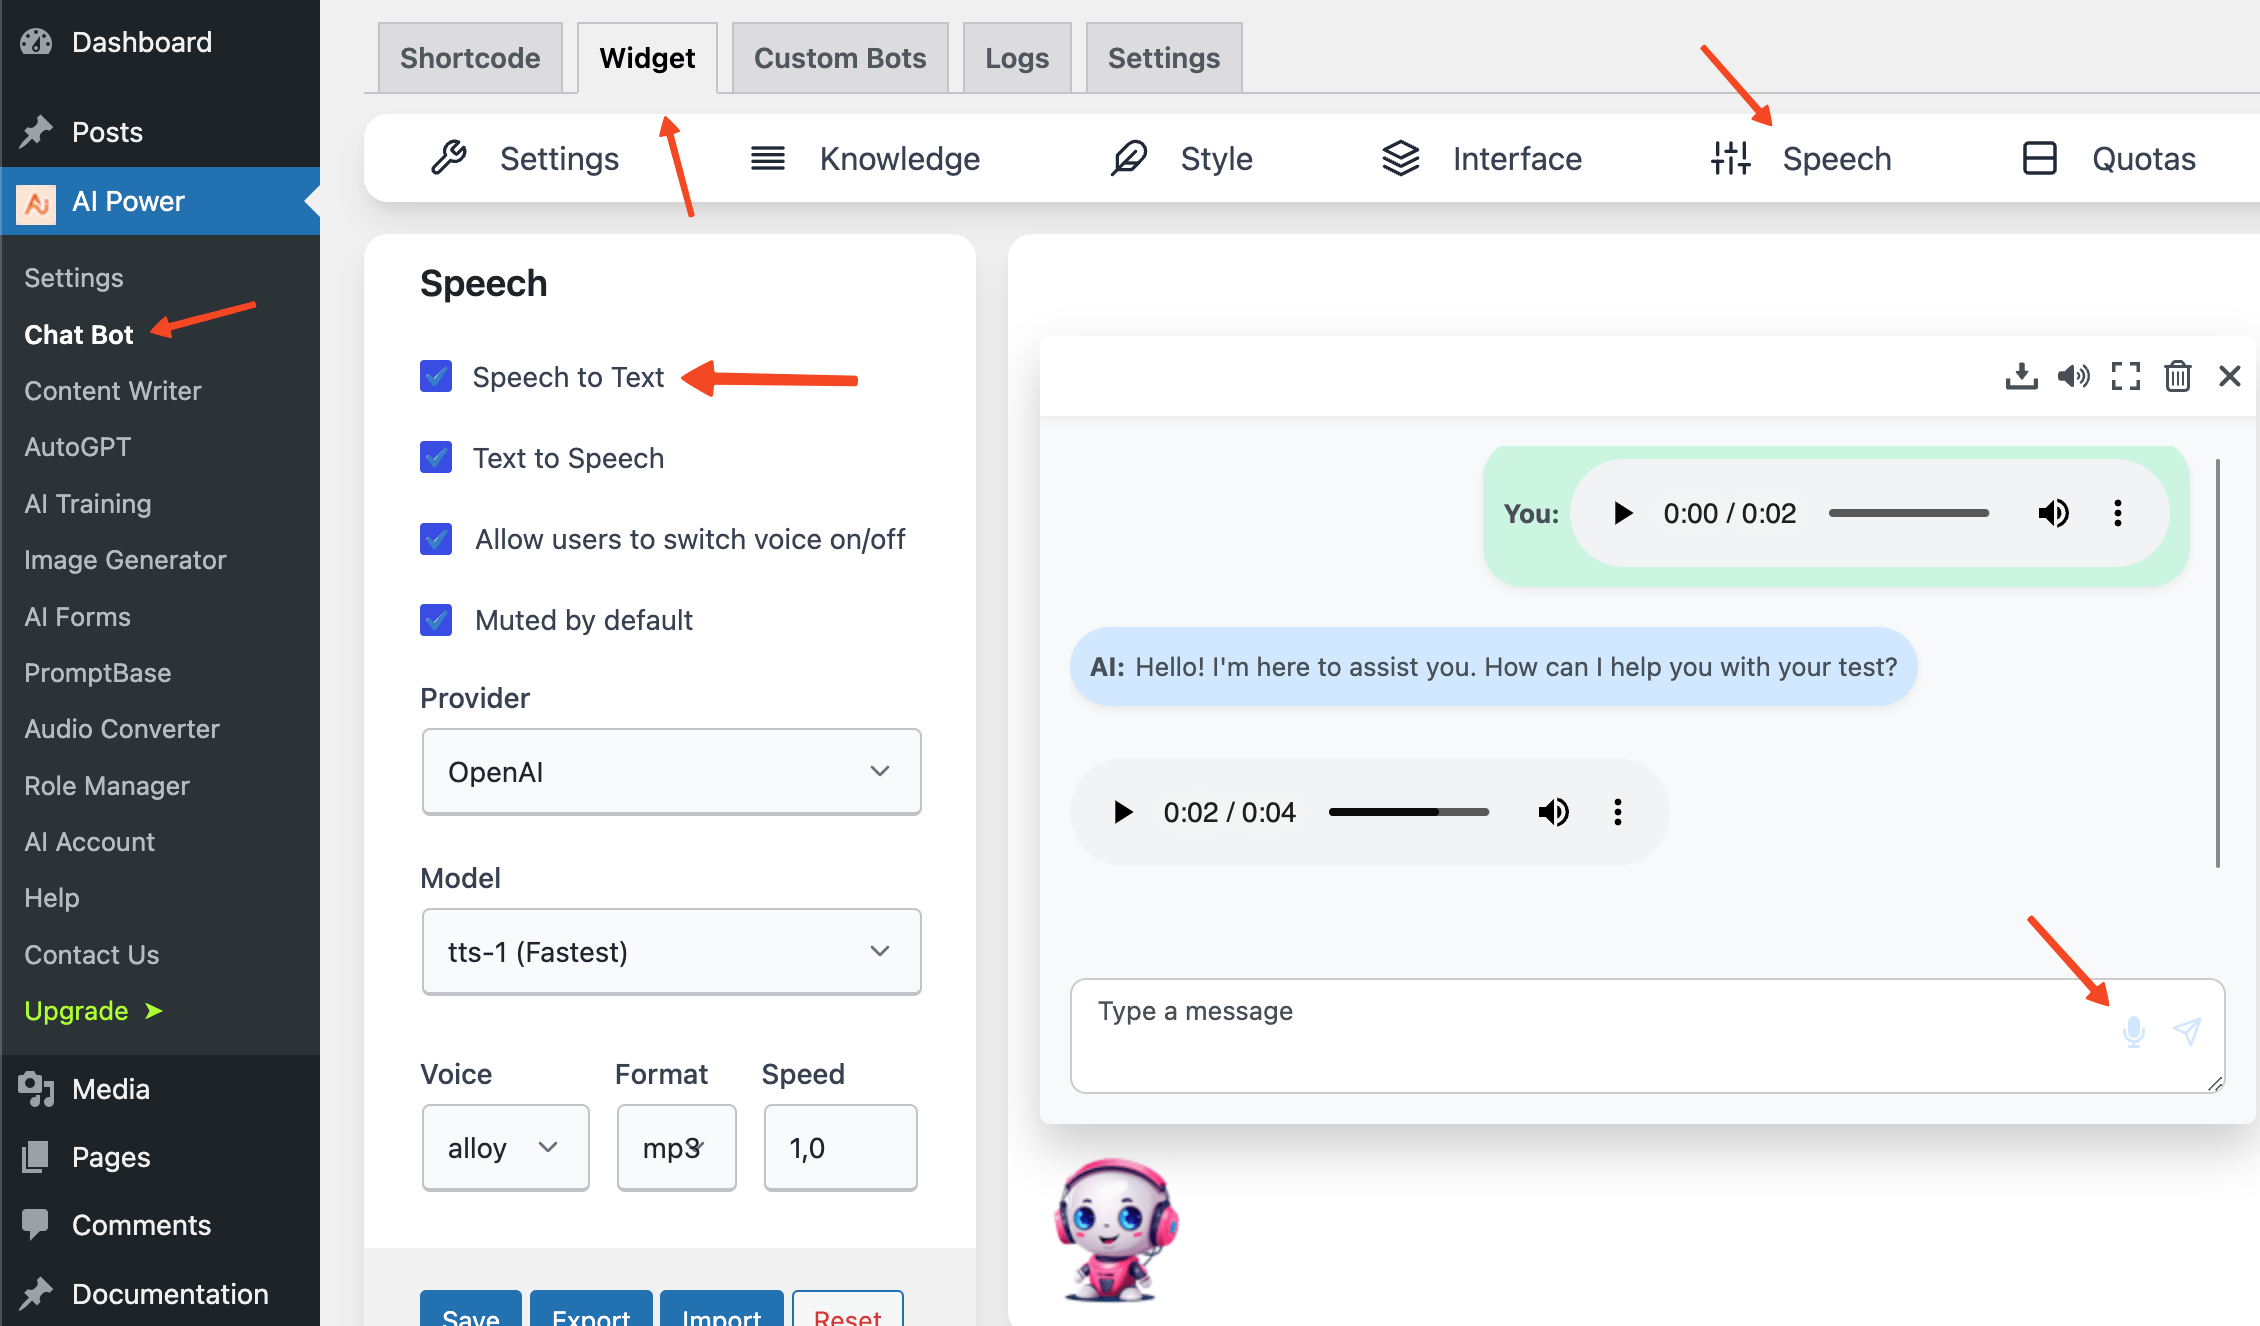 Dashboard
Posts
AI Power
Settings
Chat Bot
Content Writer
AutoGPT
AI Training
Image Generator
AI Forms
PromptBase
Audio Converter
Role Manager
AI Account
Help
Contact Us
Upgrade ➤
Media
Pages
Comments
Documentation
Shortcode Widget Custom Bots Logs Settings
Settings Knowledge Style Interface Speech Quotas
Speech
Speech to Text
Text to Speech
Allow users to switch voice on/off
Muted by default
Provider
OpenAI
Model
tts-1 (Fastest)
Voice Format Speed
alloy mp3 1,0
Save Export Import Reset
You: 0:00 / 0:02
AI: Hello! I'm here to assist you. How can I help you with your test?
0:02 / 0:04
Type a message